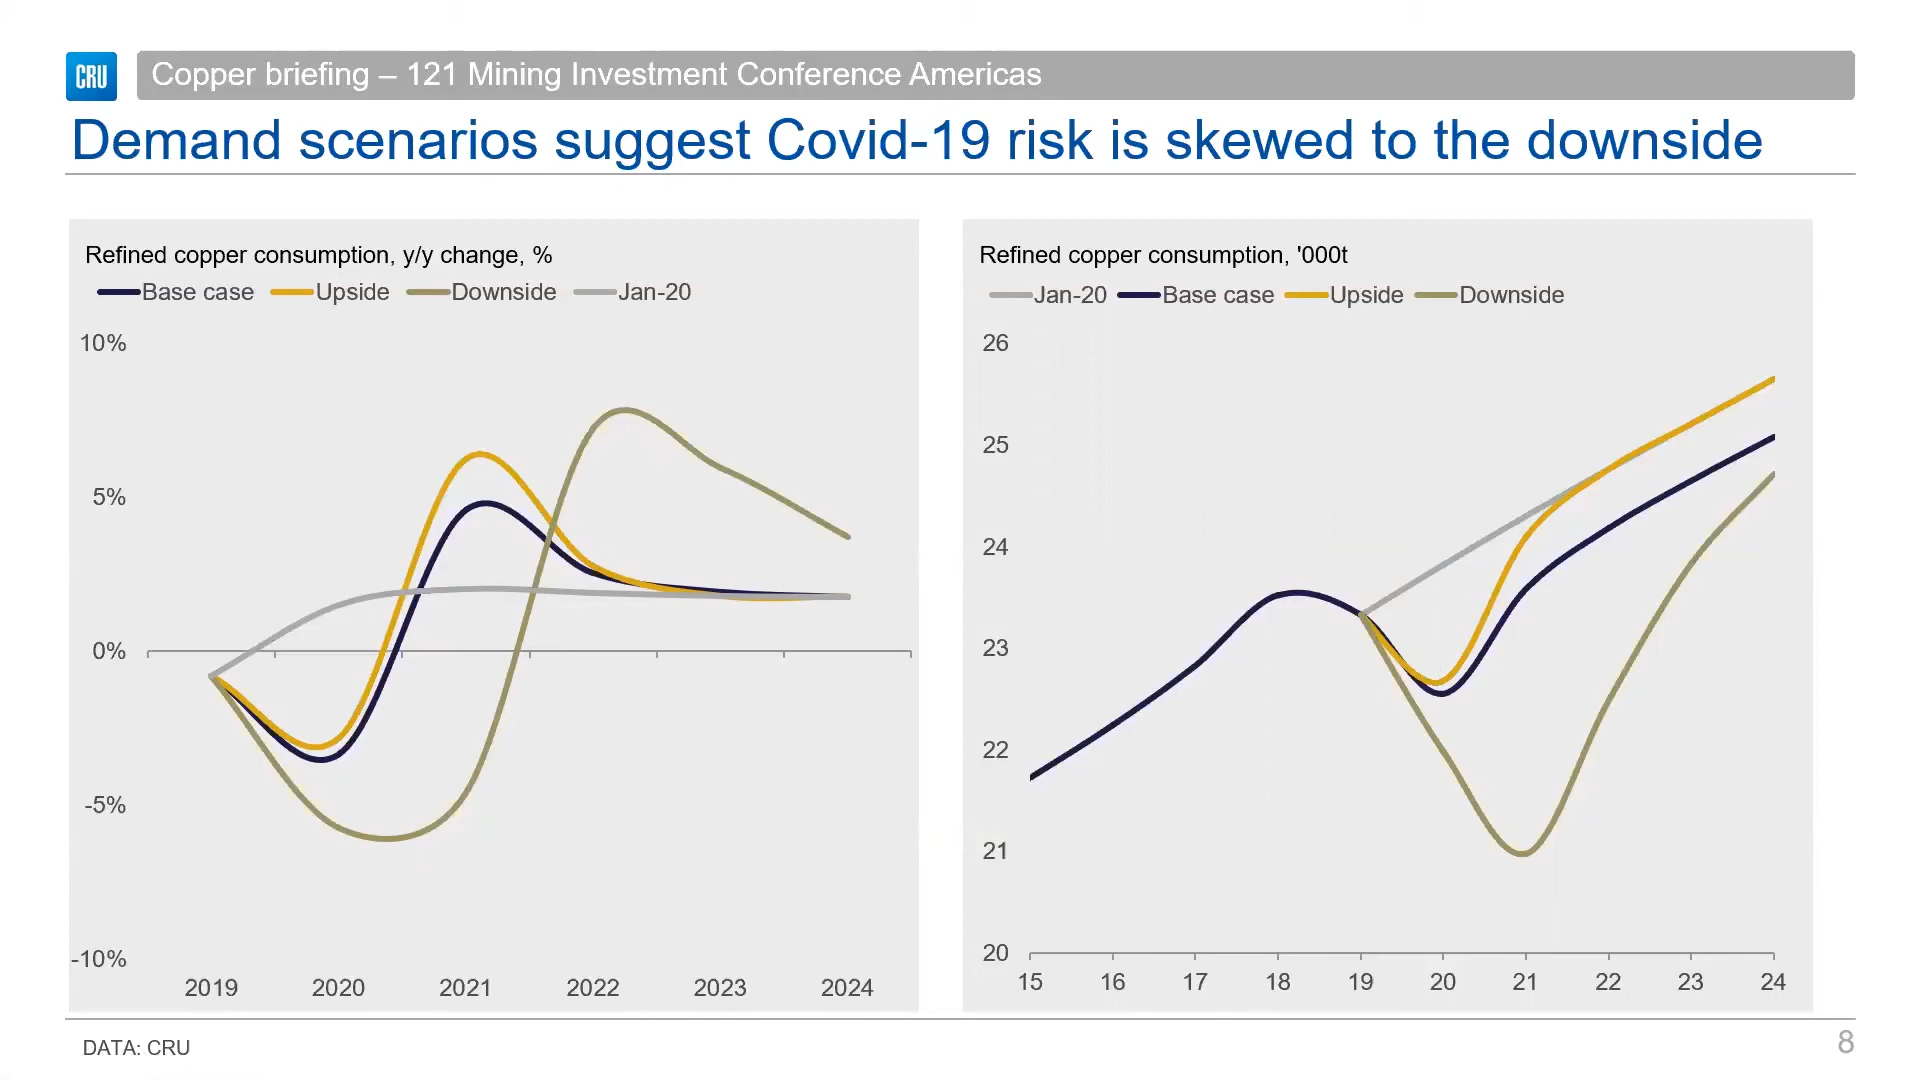 CRU
Copper briefing – 121 Mining Investment Conference Americas
Demand scenarios suggest Covid-19 risk is skewed to the downside
Refined copper consumption, y/y change, %
Base case Upside Downside Jan-20
10%
5%
0%
-5%
-10%
2019 2020 2021 2022 2023 2024
Refined copper consumption, '000t
Jan-20 Base case Upside Downside
26
25
24
23
22
21
20
15 16 17 18 19 20 21 22 23 24
DATA: CRU
8